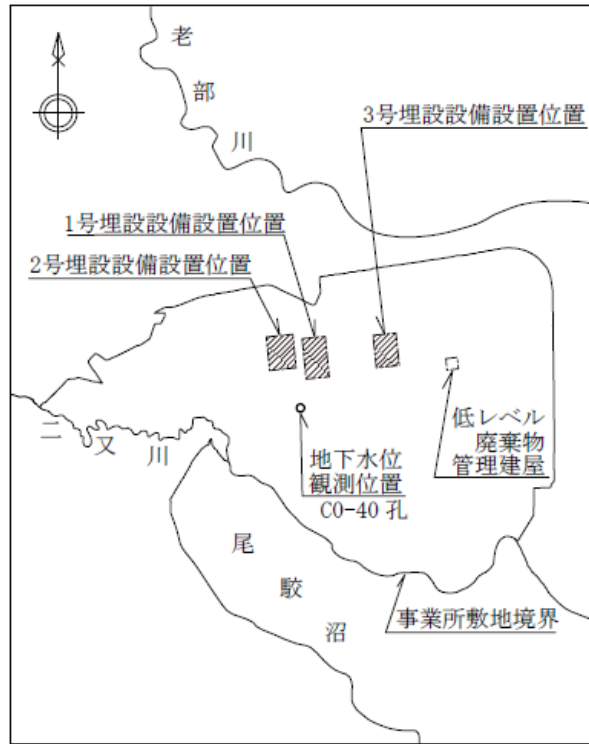 老部川
3号埋設設備設置位置
1号埋設設備設置位置
2号埋設設備設置位置
二又川
地下水位
観測位置
CO-40 孔
低レベル
廃棄物
管理建屋
尾駮沼
事業所敷地境界